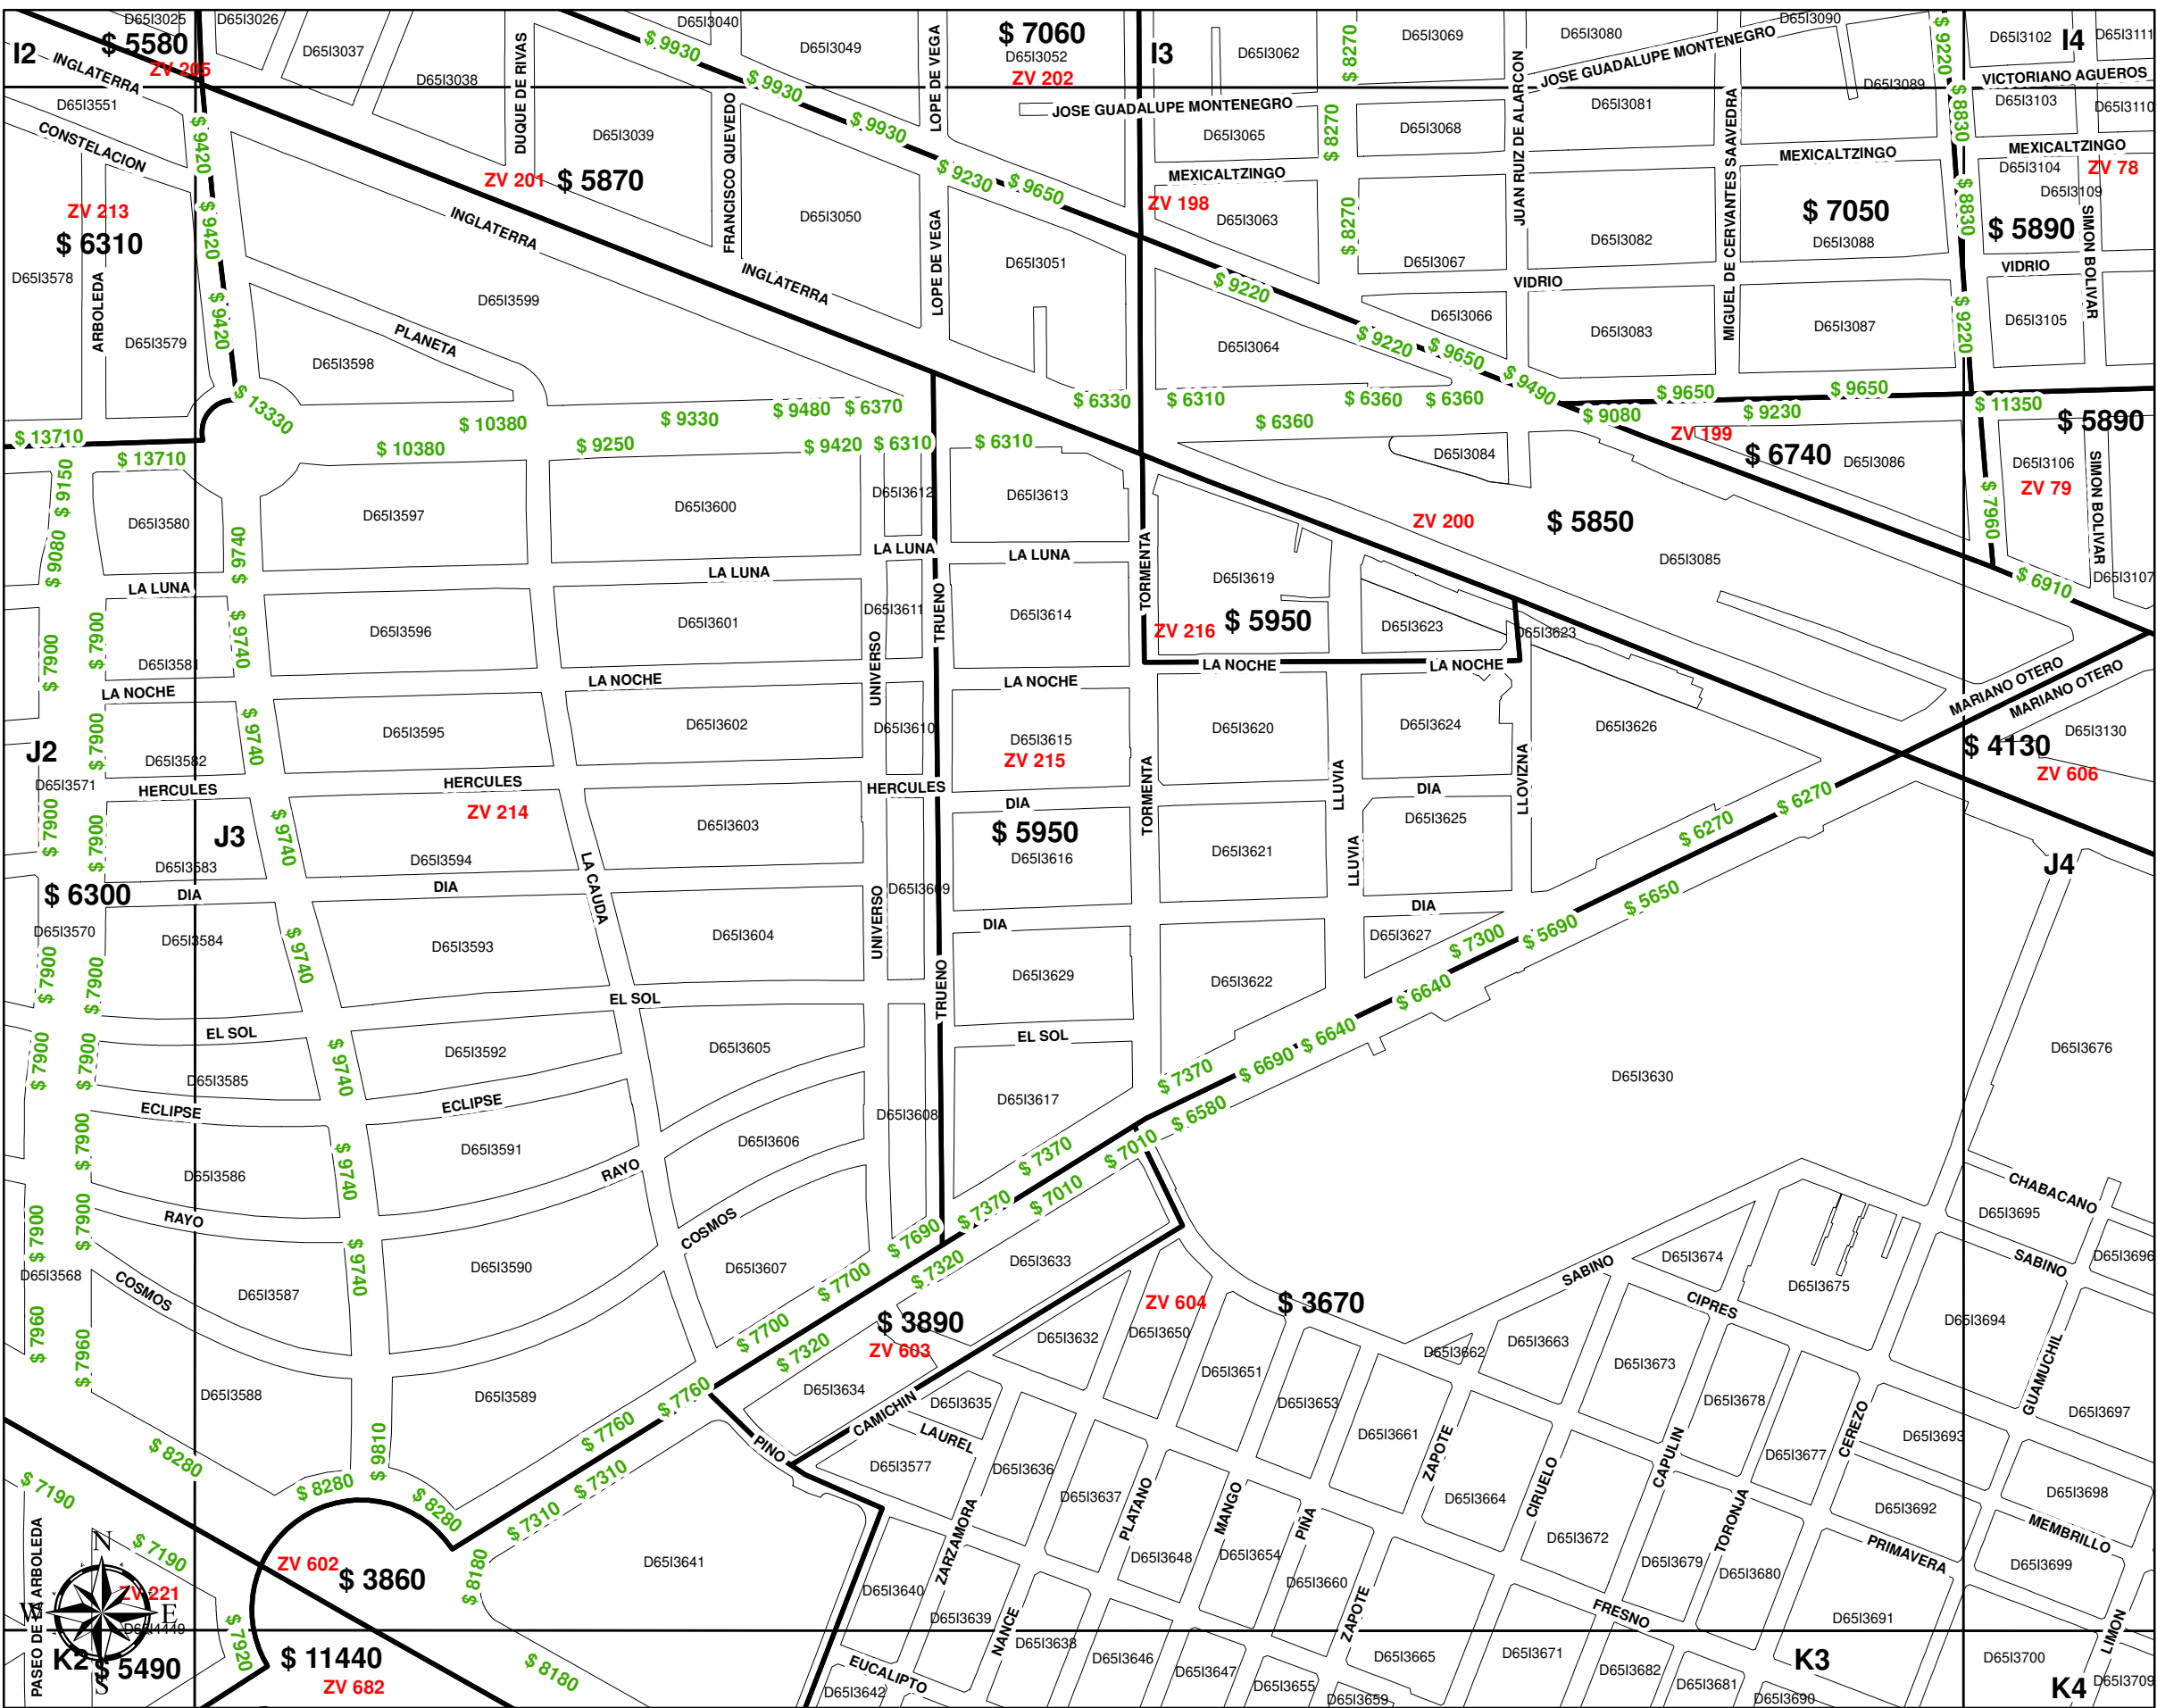 D65I3025
D65I3026
D65I3040
D65I3090
$ 5580
I2
ZV 205
D65I3037
D65I3038
DUQUE DE RIVAS
$ 9930
D65I3049
LOPE DE VEGA
$ 7060
D65I3052
ZV 202
I3
D65I3062
$ 8270
D65I3069
JUAN RUIZ DE ALARCON
D65I3080
JOSE GUADALUPE MONTENEGRO
$ 9220
D65I3102
I4
D65I3111
INGLATERRA
D65I3551
$ 9930
D65I3089
VICTORIANO AGUEROS
CONSTELACION
$ 9420
D65I3039
FRANCISCO QUEVEDO
$ 9930
JOSE GUADALUPE MONTENEGRO
D65I3065
$ 8270
D65I3068
D65I3081
MIGUEL DE CERVANTES SAAVEDRA
$ 8830
D65I3103
D65I3110
MEXICALTZINGO
MEXICALTZINGO
MEXICALTZINGO
D65I3104
ZV 78
ZV 201
$ 5870
$ 9230
$ 9650
ZV 198
D65I3109
ZV 213
$ 6310
$ 9420
INGLATERRA
D65I3050
LOPE DE VEGA
D65I3051
D65I3063
$ 8270
D65I3067
D65I3082
$ 7050
D65I3088
$ 8830
$ 5890
SIMON BOLIVAR
D65I3578
ARBOLEDA
INGLATERRA
VIDRIO
VIDRIO
D65I3599
$ 9220
D65I3579
$ 9420
PLANETA
D65I3598
D65I3064
D65I3066
D65I3083
D65I3087
$ 9220
D65I3105
$ 9220
$ 9650
$ 9490
$ 13330
$ 6330
$ 6310
$ 6360
$ 6360
$ 9650
$ 9650
$ 11350
$ 9480
$ 6370
$ 9330
$ 10380
$ 6360
$ 9080
$ 9230
$ 5890
$ 13710
$ 13710
$ 10380
$ 9250
$ 9420
$ 6310
$ 6310
ZV 199
$ 6740
D65I3086
$ 9150
D65I3084
D65I3106
ZV 79
SIMON BOLIVAR
D65I3580
D65I3597
D65I3600
D65I3612
D65I3613
$ 7960
ZV 200
$ 5850
$ 9080
$ 9740
LA LUNA
LA LUNA
LA LUNA
LA LUNA
TORMENTA
D65I3619
D65I3085
$ 6910
D65I3107
$ 7900
$ 7900
$ 9740
D65I3596
D65I3601
D65I3611
TRUENO
D65I3614
ZV 216
$ 5950
D65I3623
D65I3623
D65I3581
UNIVERSO
LA NOCHE
LA NOCHE
LA NOCHE
LA NOCHE
LA NOCHE
MARIANO OTERO
MARIANO OTERO
J2
$ 7900
D65I3582
$ 9740
D65I3595
D65I3602
D65I3610
D65I3615
ZV 215
D65I3620
D65I3624
D65I3626
D65I3130
$ 4130
ZV 606
D65I3571
HERCULES
HERCULES
HERCULES
DIA
TORMENTA
LLUVIA
DIA
LLOVIZNA
$ 6270
$ 7900
$ 7900
J3
$ 9740
ZV 214
D65I3603
$ 5950
D65I3616
D65I3621
LLUVIA
D65I3625
$ 6270
D65I3583
D65I3594
LA CAUDA
J4
$ 6300
DIA
DIA
UNIVERSO
D65I3609
DIA
DIA
$ 5650
D65I3570
D65I3584
$ 9740
D65I3593
D65I3604
D65I3627
$ 7300
$ 5690
$ 7900
$ 7900
EL SOL
TRUENO
D65I3629
D65I3622
$ 6640
EL SOL
EL SOL
$ 7900
$ 7900
$ 9740
D65I3592
D65I3605
$ 6640
$ 6690
D65I3676
D65I3585
$ 7370
D65I3630
ECLIPSE
ECLIPSE
D65I3608
D65I3617
$ 6580
$ 7900
$ 9740
D65I3591
D65I3606
$ 7370
$ 7010
D65I3586
RAYO
CHABACANO
RAYO
$ 7900
$ 7900
COSMOS
$ 7690
$ 7370
$ 7010
D65I3695
D65I3568
$ 9740
D65I3590
D65I3607
$ 7700
$ 7320
D65I3633
SABINO
D65I3674
D65I3675
SABINO
D65I3696
COSMOS
D65I3587
ZV 604
$ 3670
CIPRES
$ 7960
$ 7960
$ 7700
$ 7320
$ 3890
ZV 603
D65I3632
D65I3650
D65I3651
D65I3662
D65I3663
D65I3673
D65I3694
GUAMUCHIL
D65I3588
D65I3589
$ 7760
D65I3634
D65I3635
D65I3653
D65I3678
D65I3697
$ 7760
CAMICHIN
LAUREL
D65I3661
ZAPOTE
CAPULIN
D65I3677
CEREZO
D65I3693
$ 8280
$ 9810
PINO
D65I3577
D65I3636
$ 7190
$ 8280
$ 8280
$ 7310
$ 7310
D65I3637
PLATANO
MANGO
PIÑA
D65I3664
CIRUELO
TORONJA
D65I3692
D65I3698
PASEO DE LA ARBOLEDA
N
$ 7190
ZARZAMORA
D65I3672
MEMBRILLO
PRIMAVERA
ZV 602
$ 3860
$ 8180
D65I3641
D65I3648
D65I3654
D65I3679
D65I3680
D65I3699
ZV 221
W
E
D65I4449
D65I3640
D65I3660
D65I3639
NANCE
ZAPOTE
FRESNO
D65I3691
LIMON
$ 7920
K2
$ 5490
S
$ 11440
ZV 682
$ 8180
D65I3638
D65I3646
D65I3647
D65I3665
D65I3671
D65I3682
K3
D65I3700
EUCALIPTO
D65I3642
D65I3655
D65I3659
D65I3681
D65I3690
K4
D65I3709